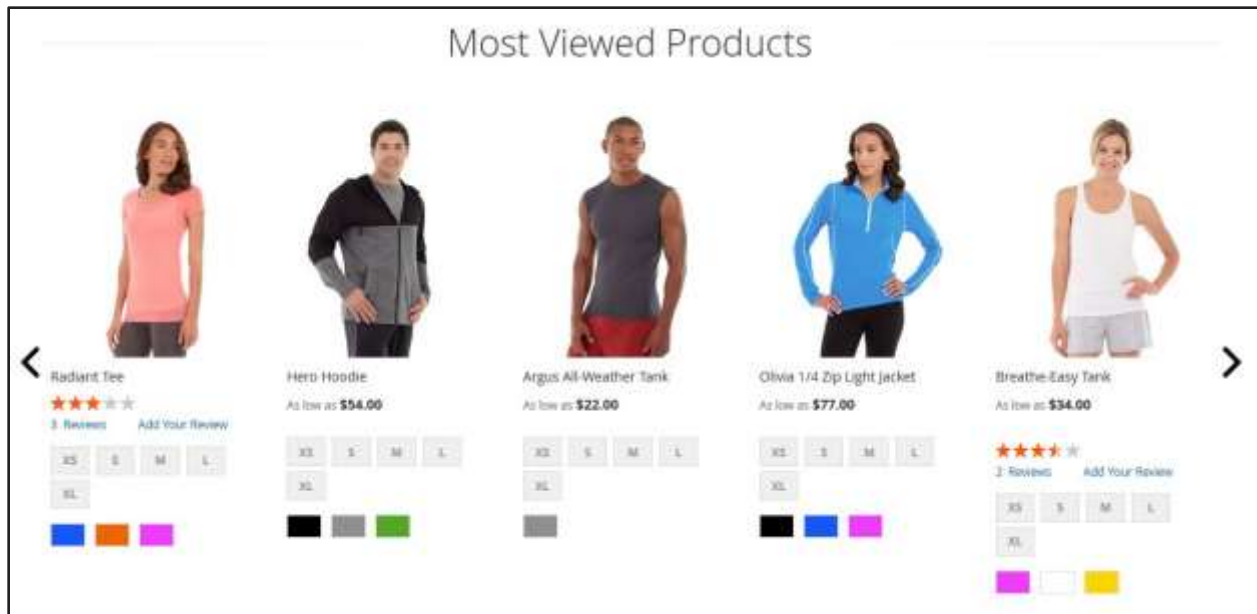 Most Viewed Products
Radiant Tee
3 Reviews Add Your Review
XS S M L
XL
Hero Hoodie
As low as $54.00
XS S M L
XL
Argus All-Weather Tank
As low as $22.00
XS S M L
XL
Olivia 1/4 Zip Light Jacket
As low as $77.00
XS S M L
XL
Breathe-Easy Tank
As low as $34.00
2 Reviews Add Your Review
XS S M L
XL